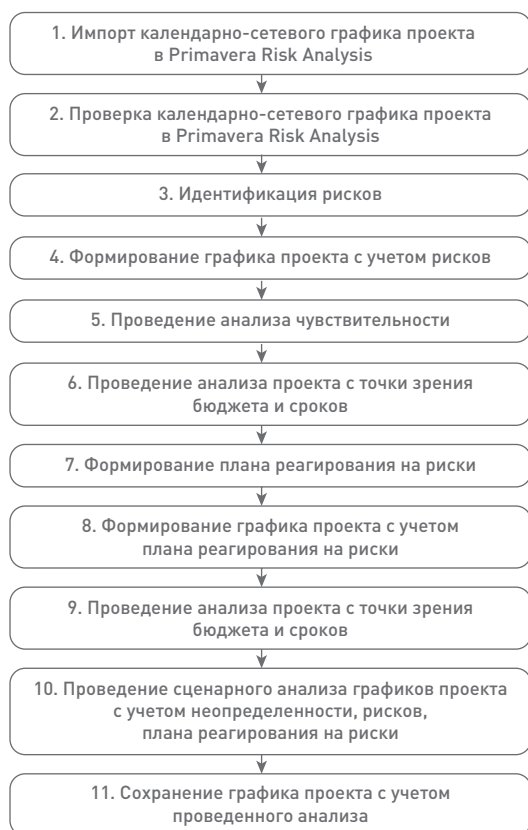 1. Импорт календарно-сетевого графика проекта
в Primavera Risk Analysis
2. Проверка календарно-сетевого графика проекта
в Primavera Risk Analysis
3. Идентификация рисков
4. Формирование графика проекта с учетом рисков
5. Проведение анализа чувствительности
6. Проведение анализа проекта с точки зрения
бюджета и сроков
7. Формирование плана реагирования на риски
8. Формирование графика проекта с учетом
плана реагирования на риски
9. Проведение анализа проекта с точки зрения
бюджета и сроков
10. Проведение сценарного анализа графиков проекта
с учетом неопределенности, рисков,
плана реагирования на риски
11. Сохранение графика проекта с учетом
проведенного анализа